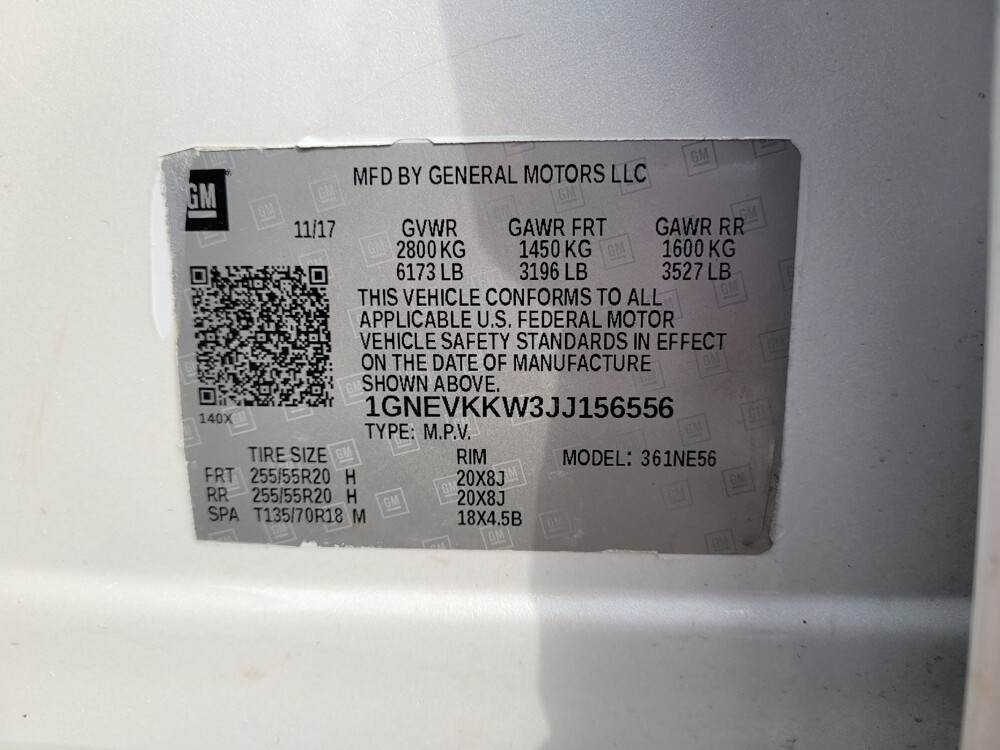 MFD BY GENERAL MOTORS LLC
GM
11/17 GVWR GAWR FRT GAWR RR
2800 KG 1450 KG 1600 KG
6173 LB 3196 LB 3527 LB
THIS VEHICLE CONFORMS TO ALL
APPLICABLE U.S. FEDERAL MOTOR
VEHICLE SAFETY STANDARDS IN EFFECT
ON THE DATE OF MANUFACTURE
SHOWN ABOVE.
1GNEVKKW3JJ156556
140X
TYPE: M.P.V.
TIRE SIZE RIM MODEL: 361NE56
FRT 255/55R20 H 20X8J
RR 255/55R20 H 20X8J
SPA T135/70R18 M 18X4.5B